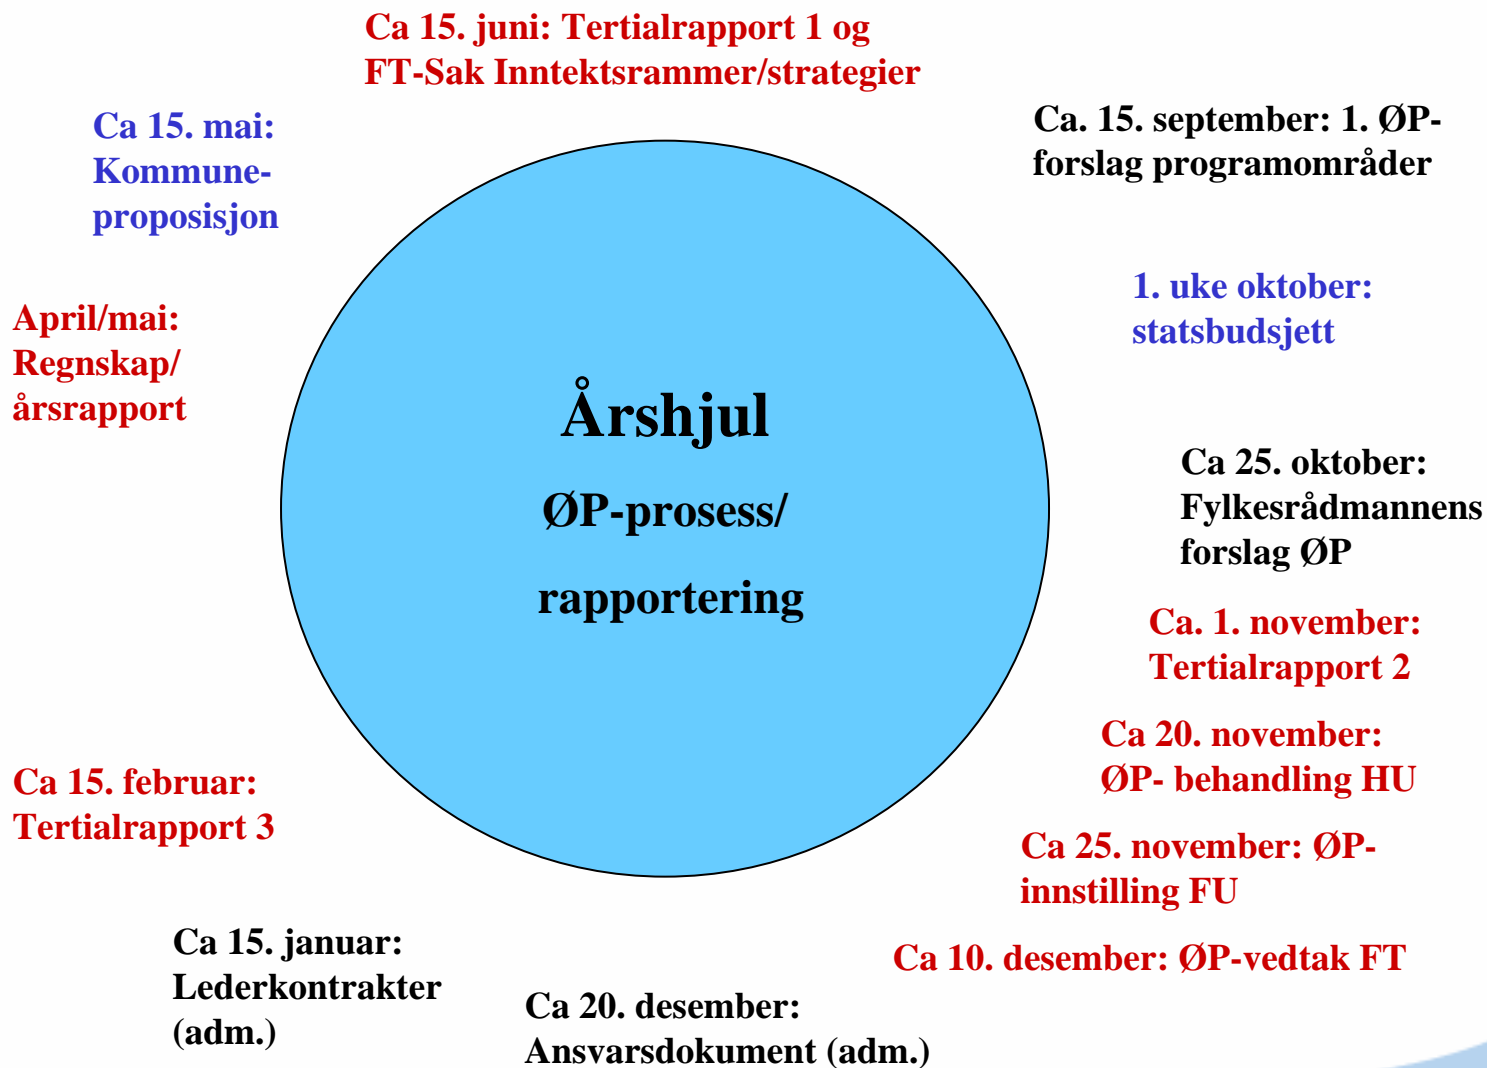 Ca 15. juni: Tertialrapport 1 og
FT-Sak Inntektsrammer/strategier
Ca. 15. september: 1. ØP-
forslag programområder
1. uke oktober:
statsbudsjett
Ca 25. oktober:
Fylkesrådmannens
forslag ØP
Ca. 1. november:
Tertialrapport 2
Ca 20. november:
ØP- behandling HU
Ca 25. november: ØP-
innstilling FU
Ca 10. desember: ØP-vedtak FT
Ca 20. desember:
Ansvarsdokument (adm.)
Ca 15. januar:
Lederkontrakter
(adm.)
Ca 15. februar:
Tertialrapport 3
April/mai:
Regnskap/
årsrapport
Ca 15. mai:
Kommune-
proposisjon
Årshjul
ØP-prosess/
rapportering